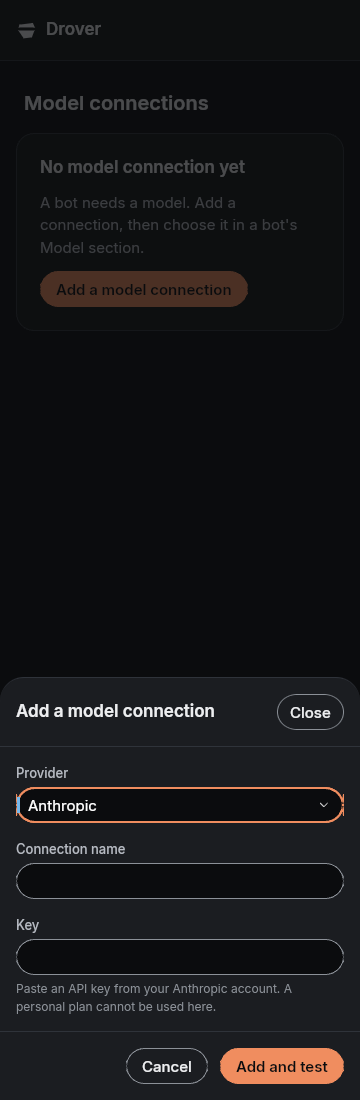 Drover
Model connections
No model connection yet
A bot needs a model. Add a
connection, then choose it in a bot's
Model section.
Add a model connection
Add a model connection
Close
Provider
Anthropic
Connection name
Key
Paste an API key from your Anthropic account. A
personal plan cannot be used here.
Cancel
Add and test